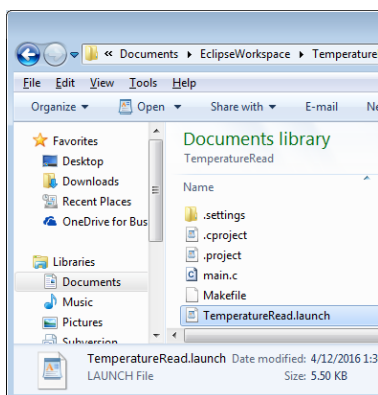 « Documents ▸ EclipseWorkspace ▸ Temperature
File Edit View Tools Help
Organize ▾ Open ▾ Share with ▾ E-mail Ne
Favorites
Desktop
Downloads
Recent Places
OneDrive for Bus
Libraries
Documents
Music
Pictures
Subversion
Documents library
TemperatureRead
Name
.settings
.cproject
.project
main.c
Makefile
TemperatureRead.launch
TemperatureRead.launch Date modified: 4/12/2016 1:3
LAUNCH File Size: 5.50 KB